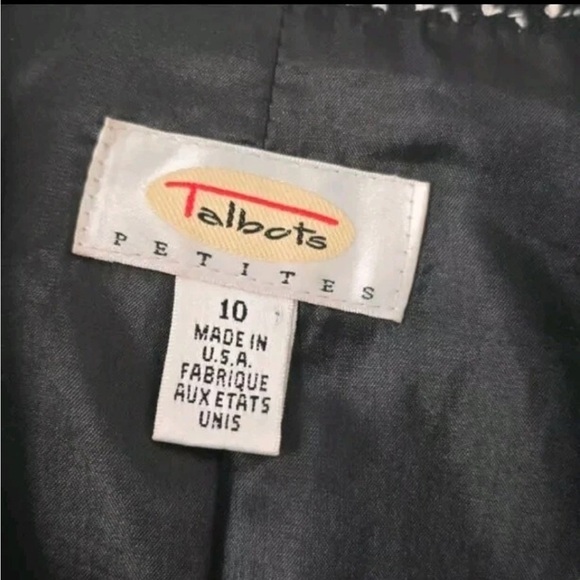 Talbots
PETITES
10
MADE IN
U.S.A.
FABRIQUE
AUX ETATS
UNIS